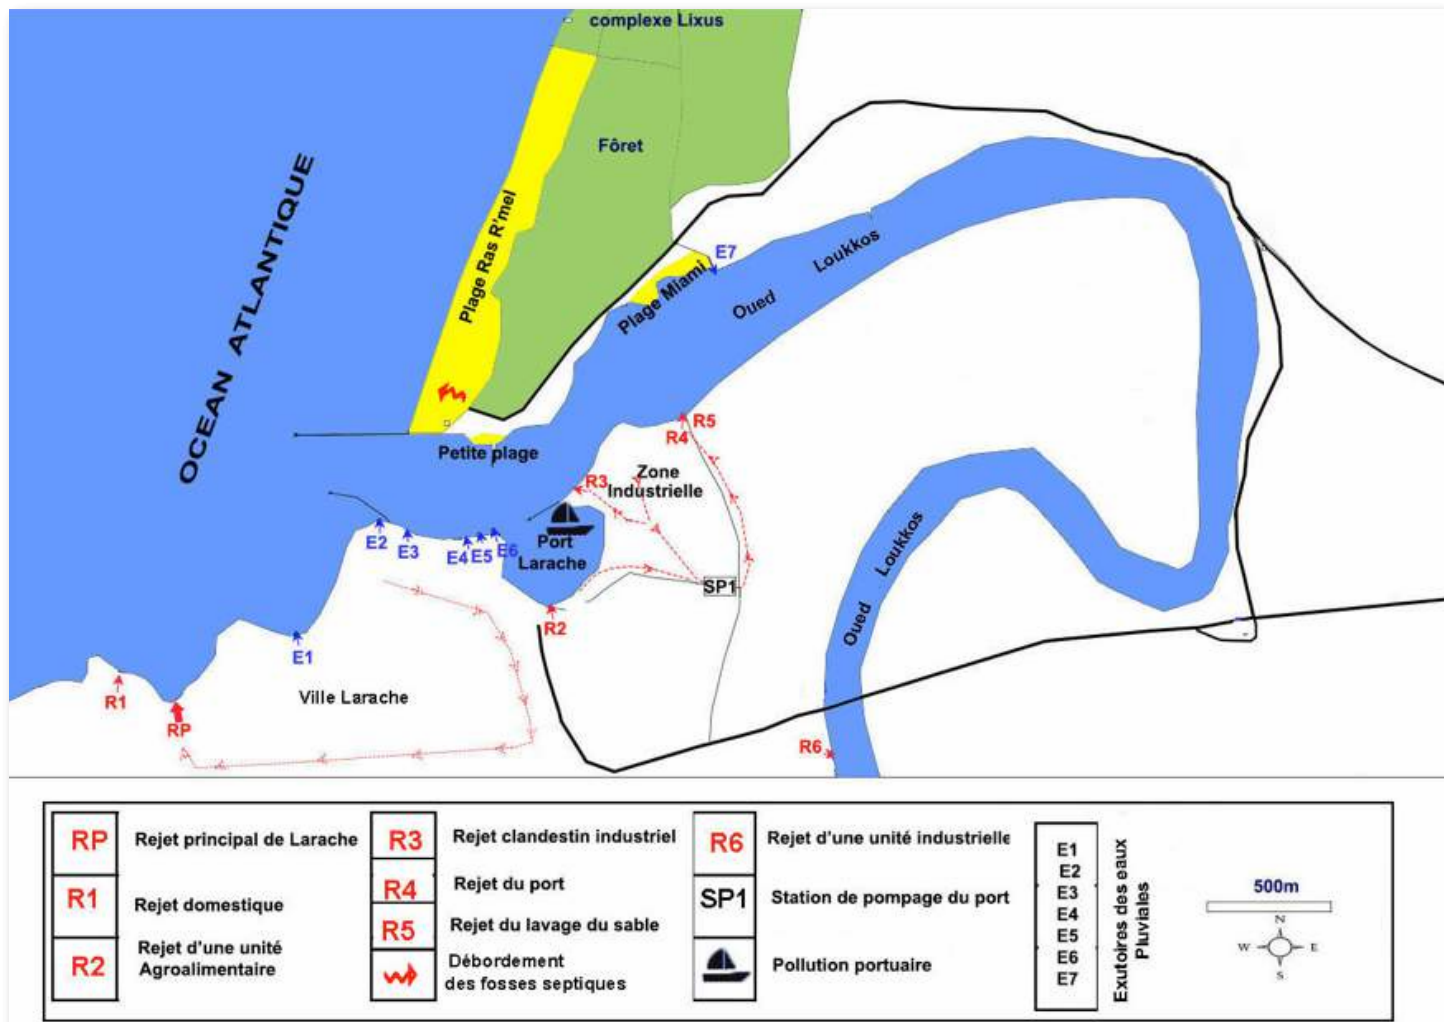 complexe Lixus
Fôret
OCEAN ATLANTIQUE
Plage Ras R'mel
E7
Plage Miami
Oued
Loukkos
R5
R4
Petite plage
Zone
Industrielle
R3
E2
E3
E4
E5
E6
Port
Larache
SP1
Oued
Loukkos
R2
E1
Ville Larache
R1
RP
R6
RP
Rejet principal de Larache
R1
Rejet domestique
R2
Rejet d'une unité
Agroalimentaire
R3
Rejet clandestin industriel
R4
Rejet du port
R5
Rejet du lavage du sable
Débordement
des fosses septiques
R6
Rejet d'une unité industrielle
SP1
Station de pompage du port
Pollution portuaire
E1
E2
E3
E4
E5
E6
E7
Exutoires des eaux
Pluviales
500m
N
W
E
S